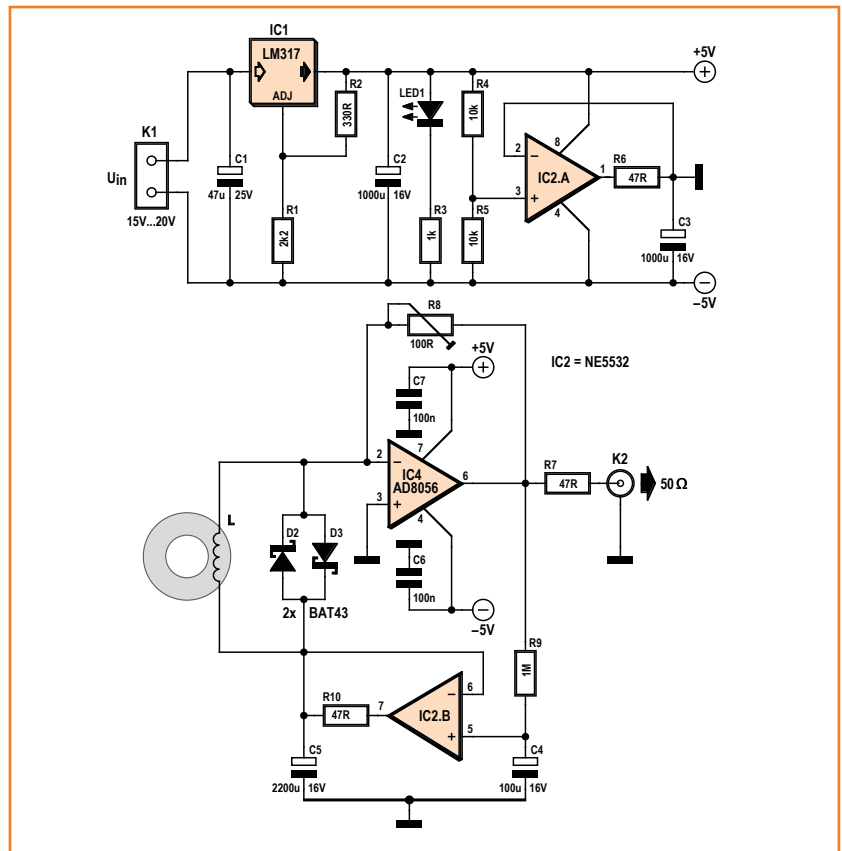 IC1
LM317
ADJ
+5V
K1
Uin
15V...20V
C1
47u 25V
R2
330R
R1
2k2
C2
1000u 16V
LED1
R3
1k
R4
10k
R5
10k
2
3
8
4
1
IC2.A
R6
47R
C3
1000u 16V
–5V
R8
100R
+5V
IC2 = NE5532
C7
100n
2
3
7
4
6
IC4
AD8056
R7
47R
K2
50 Ω
L
D2
D3
2x BAT43
C6
100n
–5V
R9
1M
R10
47R
7
6
5
IC2.B
C5
2200u 16V
C4
100u 16V